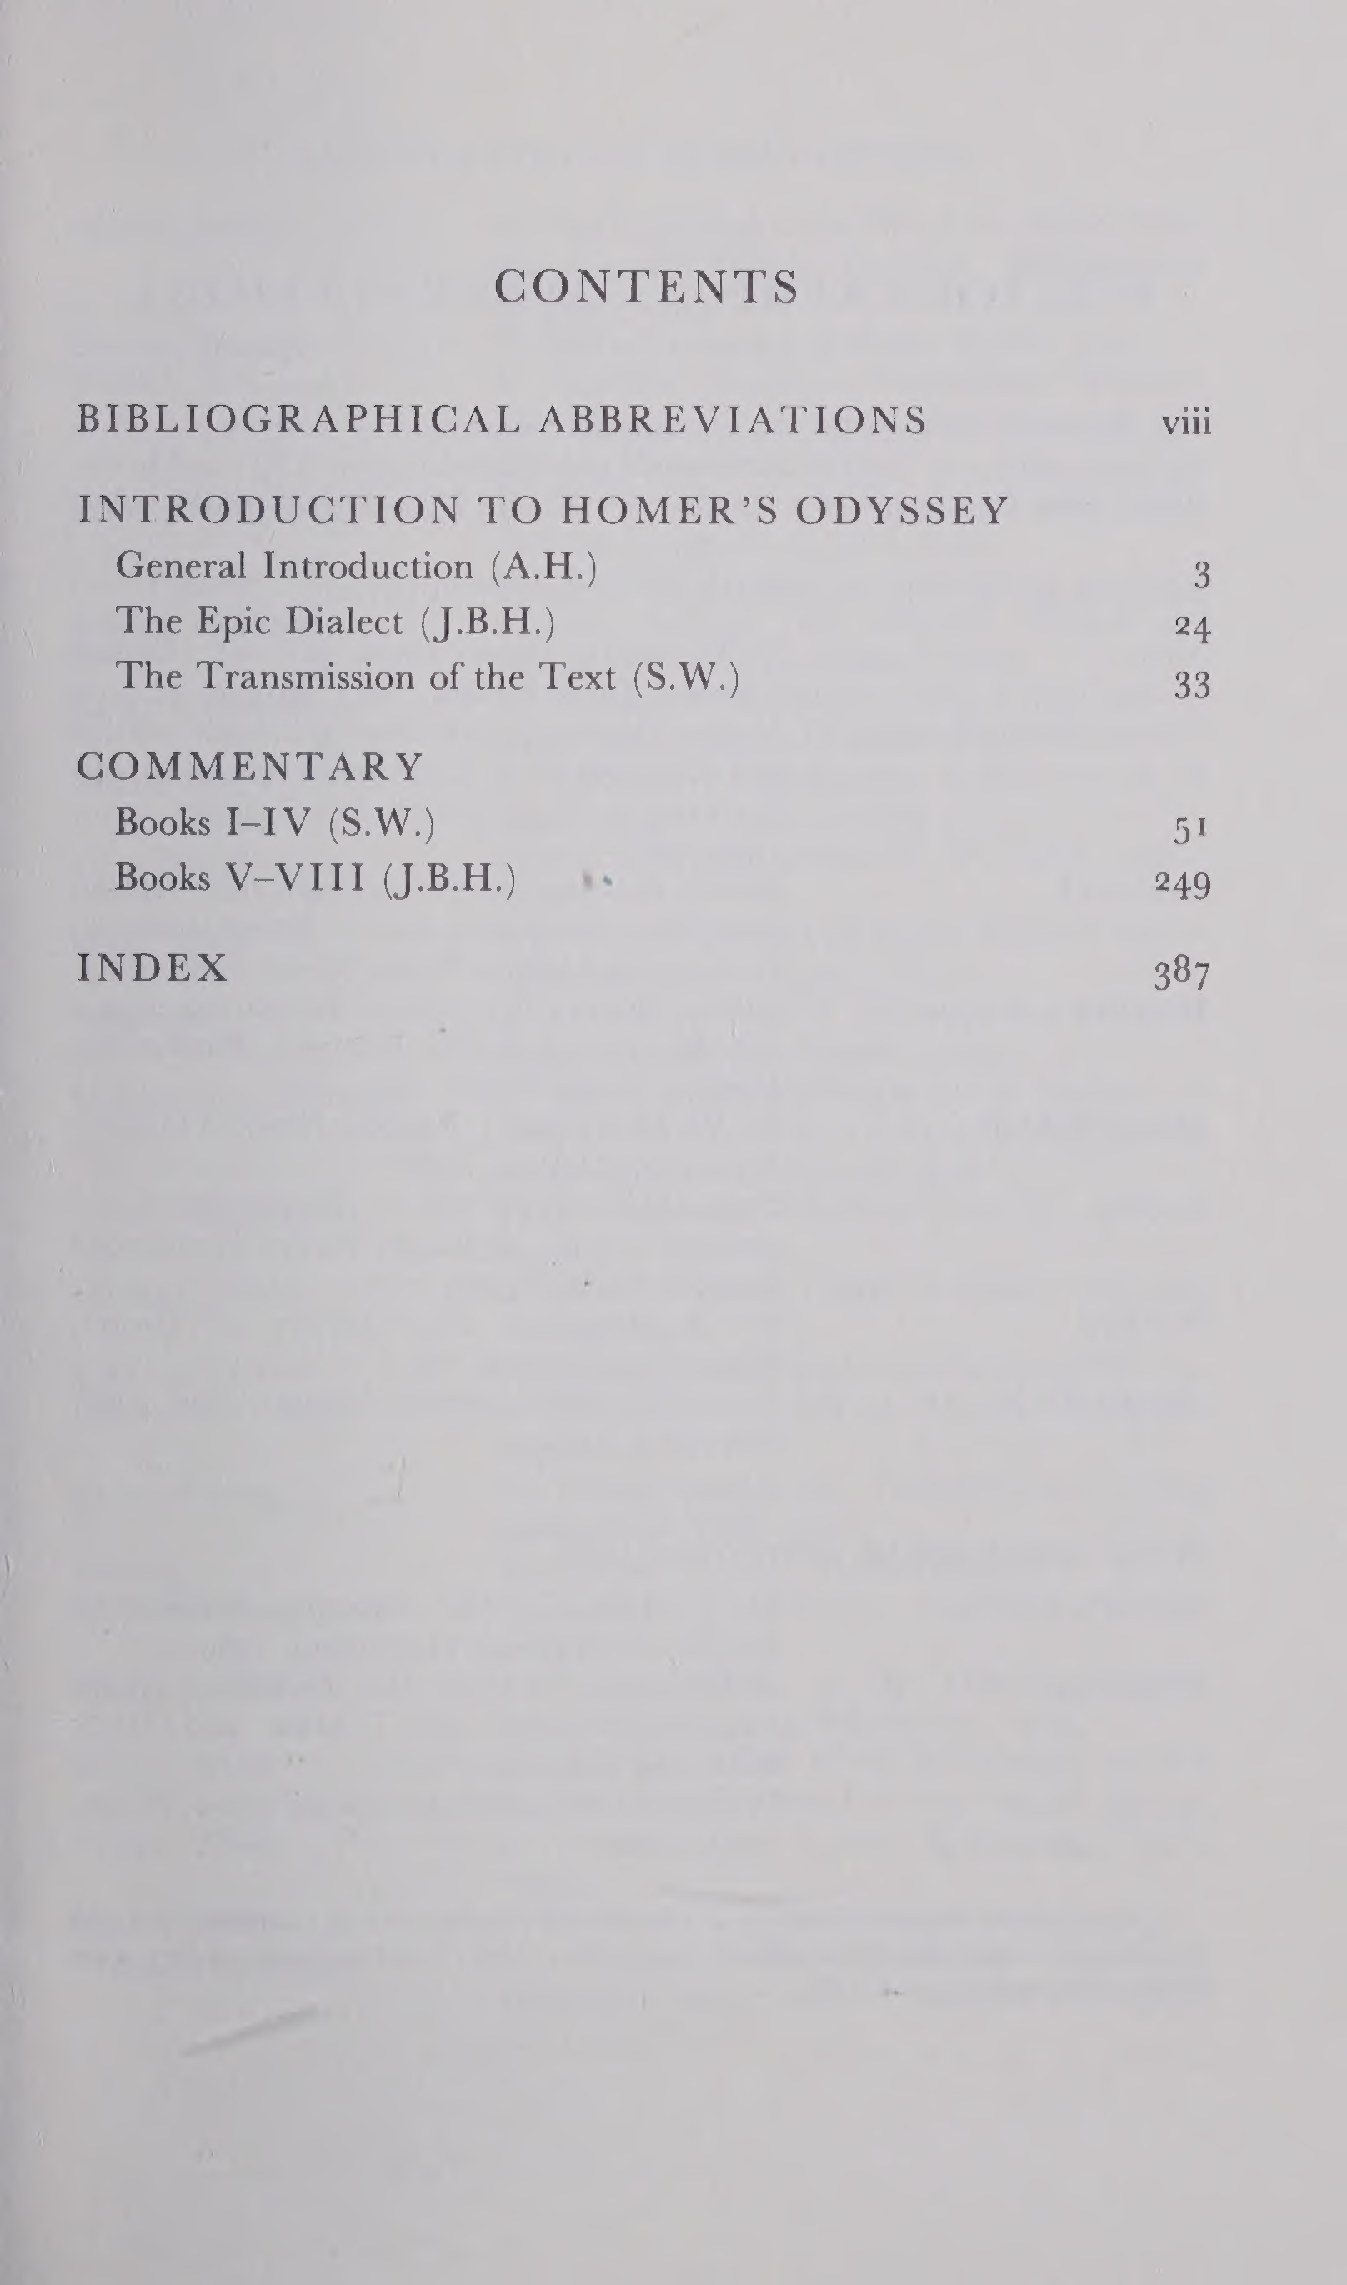 CONTENTS
BIBLIOGRAPHICAL ABBREVIATIONS viii
INTRODUCTION TO HOMER’S ODYSSEY
General Introduction (A.H.) 3
The Epic Dialect (J.B.H.) 24
The Transmission of the Text (S.W.) 33
COMMENTARY
Books I–IV (S.W.) 51
Books V–VIII (J.B.H.) 249
INDEX 387